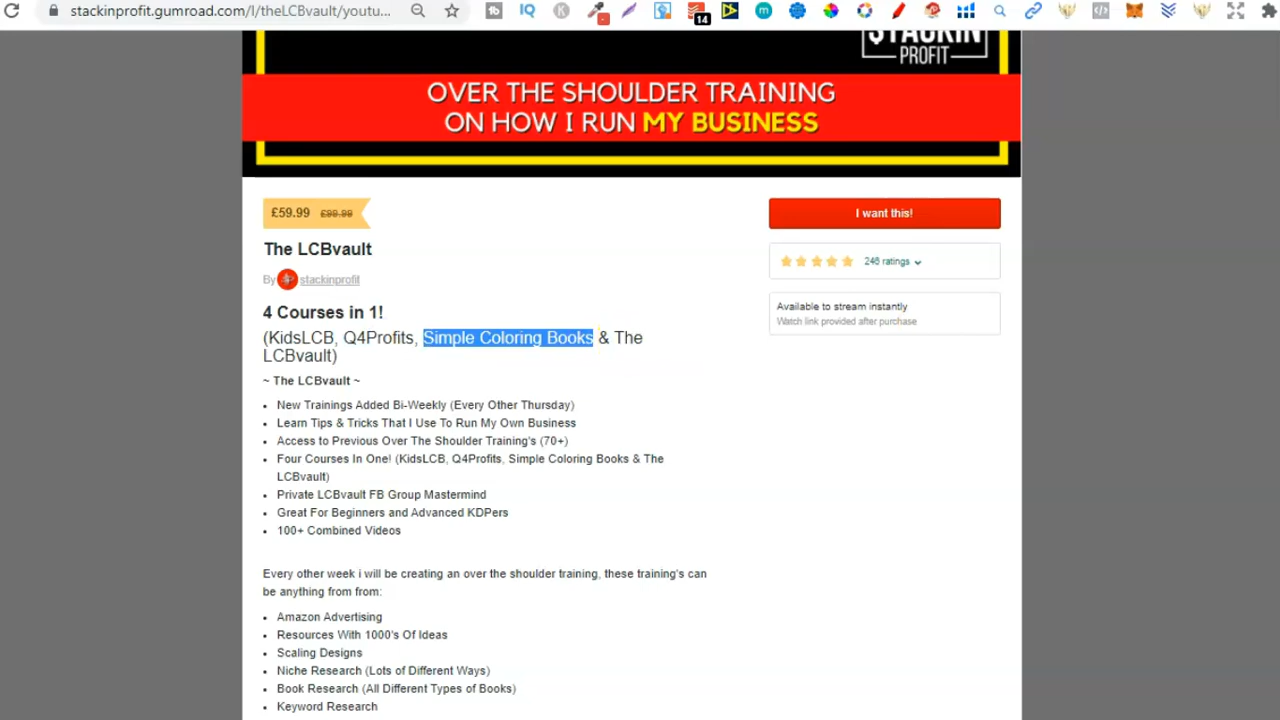 stackinprofit.gumroad.com/l/theLCBvault/youtu...
14
STACKIN
PROFIT
OVER THE SHOULDER TRAINING
ON HOW I RUN MY BUSINESS
£59.99 £99.99
I want this!
The LCBvault
248 ratings
By stackinprofit
Available to stream instantly
Watch link provided after purchase
4 Courses in 1!
(KidsLCB, Q4Profits, Simple Coloring Books & The
LCBvault)
~ The LCBvault ~
• New Trainings Added Bi-Weekly (Every Other Thursday)
• Learn Tips & Tricks That I Use To Run My Own Business
• Access to Previous Over The Shoulder Training's (70+)
• Four Courses In One! (KidsLCB, Q4Profits, Simple Coloring Books & The
LCBvault)
• Private LCBvault FB Group Mastermind
• Great For Beginners and Advanced KDPers
• 100+ Combined Videos
Every other week i will be creating an over the shoulder training, these training's can
be anything from from:
• Amazon Advertising
• Resources With 1000's Of Ideas
• Scaling Designs
• Niche Research (Lots of Different Ways)
• Book Research (All Different Types of Books)
• Keyword Research